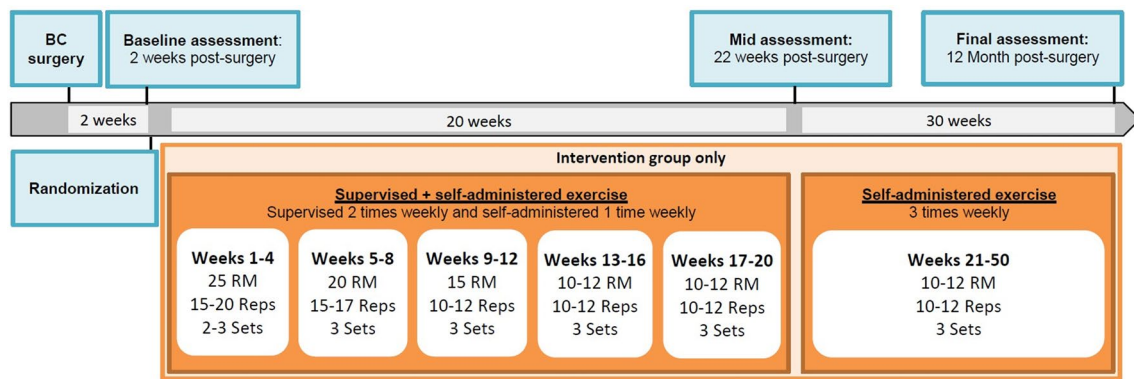 BC
surgery
Baseline assessment:
2 weeks post-surgery
Mid assessment:
22 weeks post-surgery
Final assessment:
12 Month post-surgery
2 weeks
20 weeks
30 weeks
Randomization
Intervention group only
Supervised + self-administered exercise
Supervised 2 times weekly and self-administered 1 time weekly
Self-administered exercise
3 times weekly
Weeks 1-4
25 RM
15-20 Reps
2-3 Sets
Weeks 5-8
20 RM
15-17 Reps
3 Sets
Weeks 9-12
15 RM
10-12 Reps
3 Sets
Weeks 13-16
10-12 RM
10-12 Reps
3 Sets
Weeks 17-20
10-12 RM
10-12 Reps
3 Sets
Weeks 21-50
10-12 RM
10-12 Reps
3 Sets